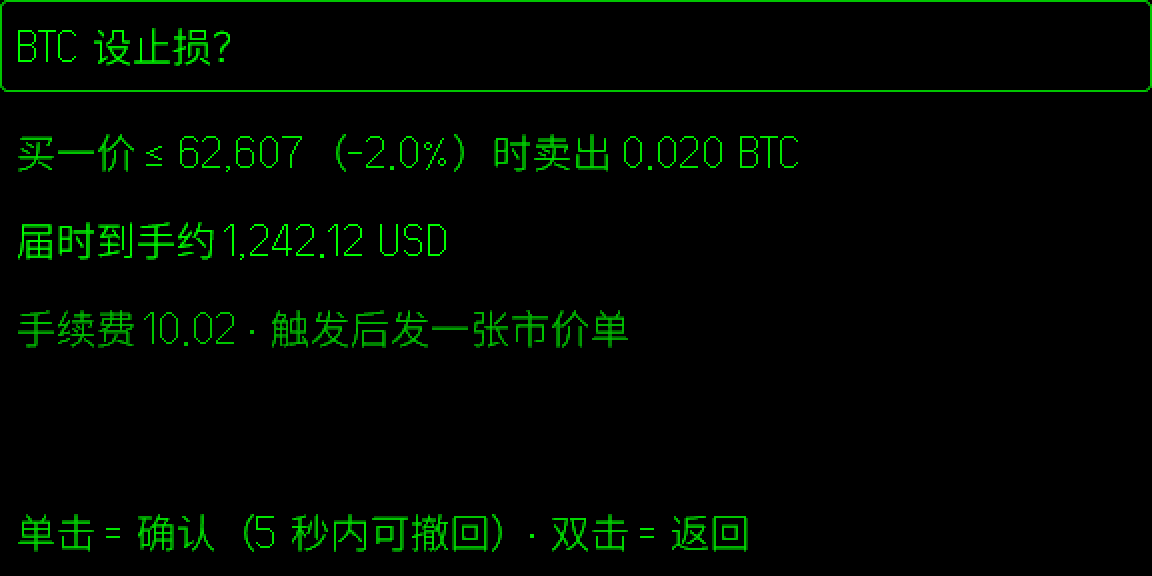 BTC 设止损?
买一价 ≤ 62,607（-2.0%）时卖出 0.020 BTC
届时到手约 1,242.12 USD
手续费 10.02 · 触发后发一张市价单
单击 = 确认（5 秒内可撤回）· 双击 = 返回